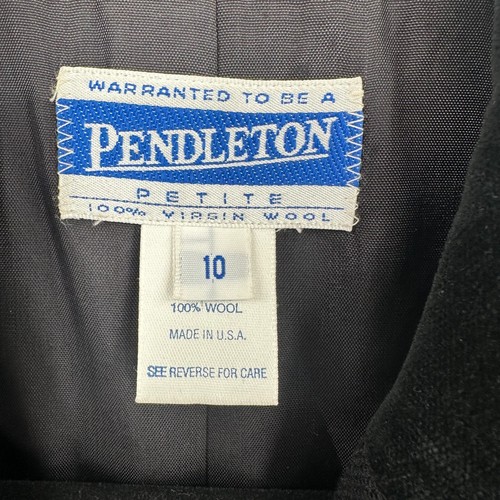 WARRANTED TO BE A
PENDLETON
PETITE
100% VIRGIN WOOL
10
100% WOOL
MADE IN U.S.A.
SEE REVERSE FOR CARE